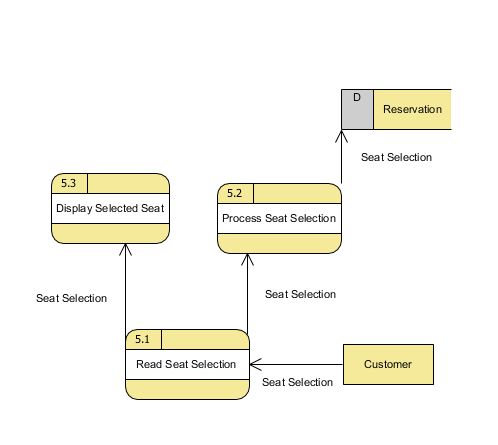 D
Reservation
Seat Selection
5.3
Display Selected Seat
5.2
Process Seat Selection
Seat Selection
Seat Selection
5.1
Read Seat Selection
Customer
Seat Selection